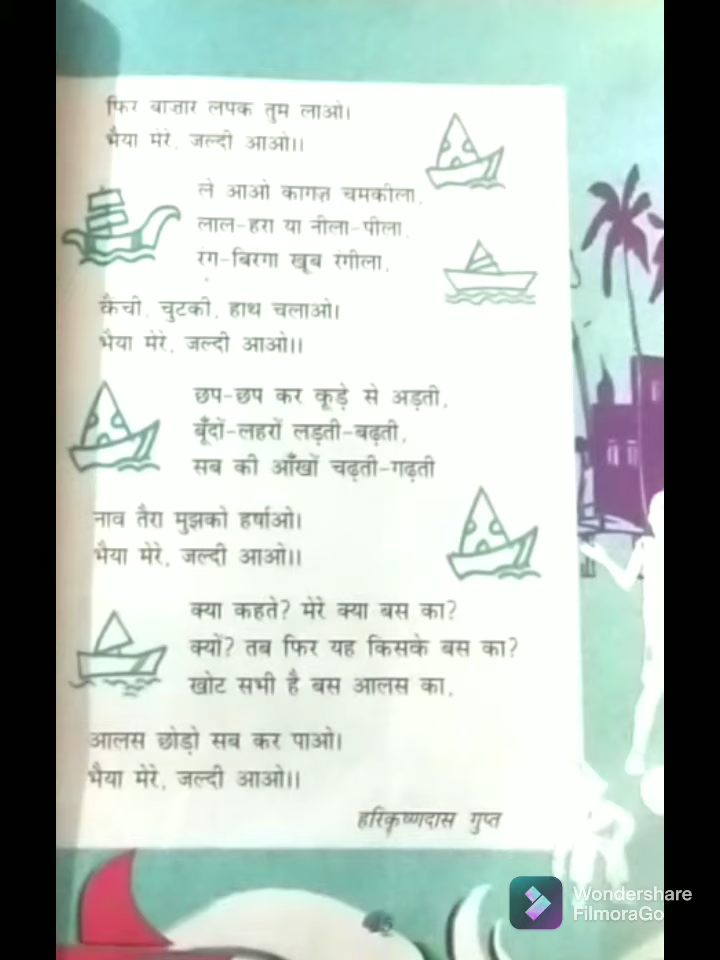 फिर बाज़ार लपक तुम लाओ।
भैया मेरे, जल्दी आओ।।
ले आओ कागज़ चमकीला,
लाल-हरा या नीला-पीला,
रंग-बिरंगा खूब रंगीला,
कैंची, चुटकी, हाथ चलाओ।
भैया मेरे, जल्दी आओ।।
छप-छप कर कूड़े से अड़ती,
बूँदों-लहरों लड़ती-बढ़ती,
सब की आँखों चढ़ती-गढ़ती
नाव तैरा मुझको हर्षाओ।
भैया मेरे, जल्दी आओ।।
क्या कहते? मेरे क्या बस का?
क्यों? तब फिर यह किसके बस का?
खोट सभी है बस आलस का,
आलस छोड़ो सब कर पाओ।
भैया मेरे, जल्दी आओ।।
हरिकृष्णदास गुप्त
Wondershare
FilmoraGo